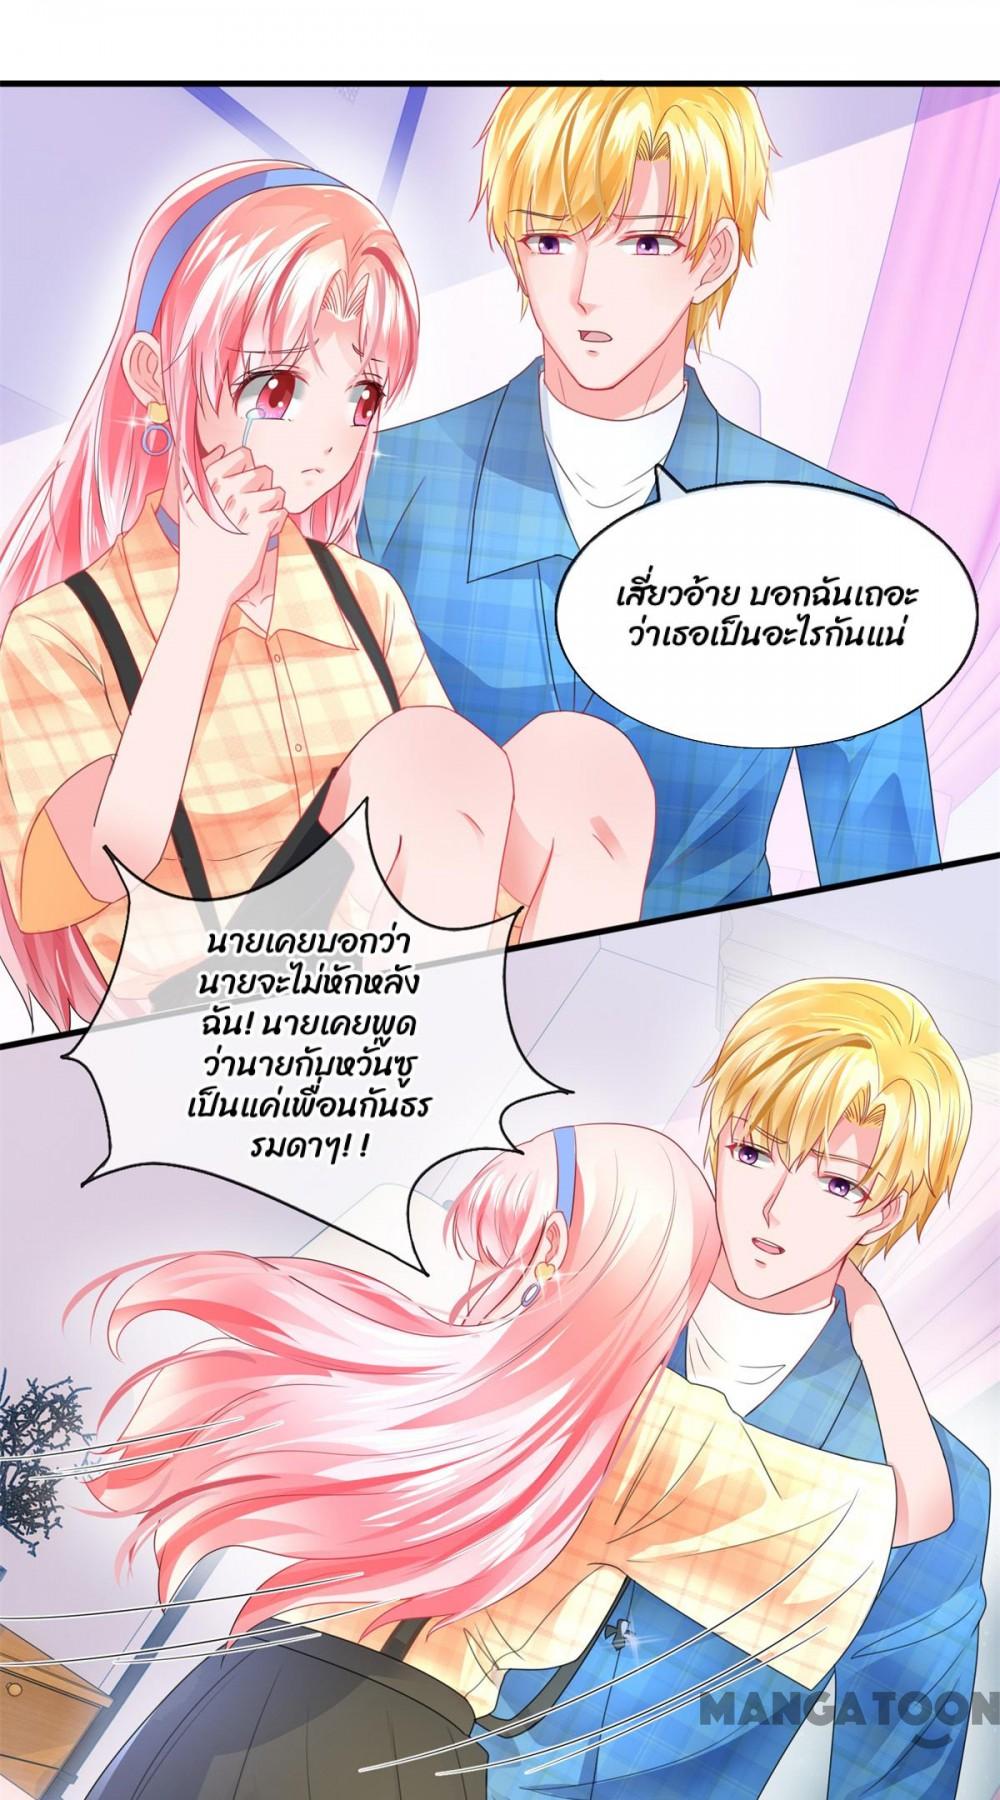 เสี่ยวอ้าย บอกฉันเถอะ
ว่าเธอเป็นอะไรกันแน่
นายเคยบอกว่า
นายจะไม่หักหลัง
ฉัน! นายเคยพูด
ว่านายกับหวั๋นซู
เป็นแค่เพื่อนกันธร
รมดาๆ!!
MANGATOON